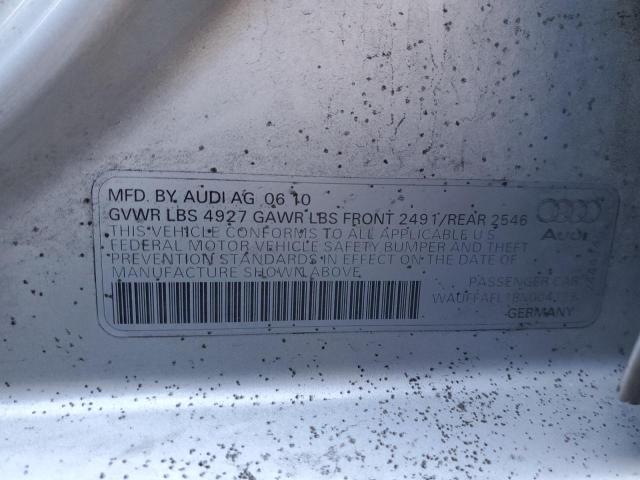 MFD. BY AUDI AG 06 10
GVWR LBS 4927 GAWR LBS FRONT 2491/REAR 2546
THIS VEHICLE CONFORMS TO ALL APPLICABLE U S
FEDERAL MOTOR VEHICLE SAFETY BUMPER AND THEFT
PREVENTION STANDARDS IN EFFECT ON THE DATE OF
MANUFACTURE SHOWN ABOVE
Audi
PASSENGER CAR
GERMANY